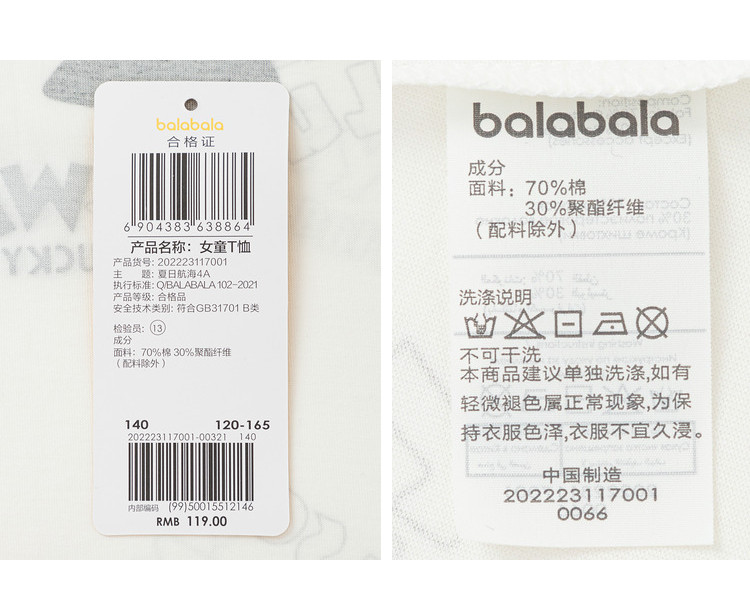 balabala
合格证
6 904383 638864
产品名称: 女童T恤
产品货号: 202223117001
主 题: 夏日航海4A
执行标准: Q/BALABALA 102-2021
产品等级: 合格品
安全技术类别: 符合GB31701 B类
检验员: 13
成分
面料: 70%棉 30%聚酯纤维
(配料除外)
140 120-165
202223117001-00321 140
内部编码 (99)50015512146
RMB 119.00
balabala
成分
面料: 70%棉
30%聚酯纤维
(配料除外)
洗涤说明
不可干洗
本商品建议单独洗涤,如有
轻微褪色属正常现象,为保
持衣服色泽,衣服不宜久浸。
中国制造
202223117001
0066